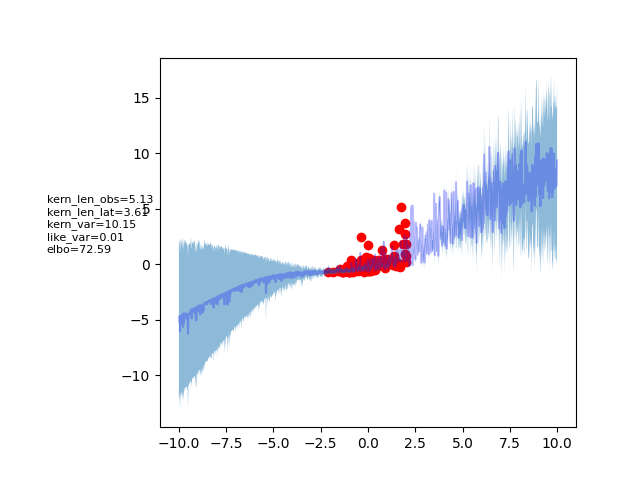 15
10
5
0
−5
−10
kern_len_obs=5.13
kern_len_lat=3.61
kern_var=10.15
like_var=0.01
elbo=72.59
−10.0 −7.5 −5.0 −2.5 0.0 2.5 5.0 7.5 10.0